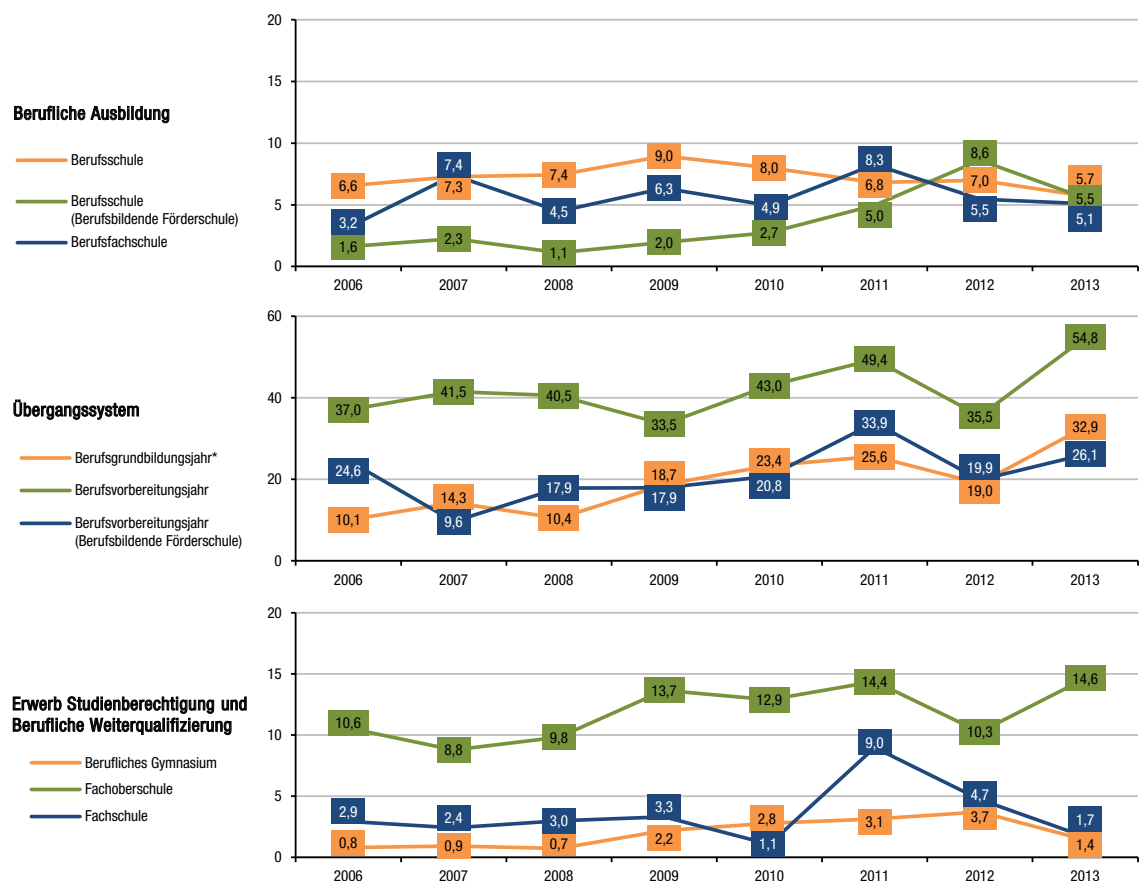 Berufliche Ausbildung
Berufsschule
Berufsschule
(Berufsbildende Förderschule)
Berufsfachschule
20
15
10
5
0
6,6 7,3 7,4 9,0 8,0 6,8 7,0 5,7
1,6 2,3 1,1 2,0 2,7 5,0 8,6 5,5
3,2 7,4 4,5 6,3 4,9 8,3 5,5 5,1
2006 2007 2008 2009 2010 2011 2012 2013
Übergangssystem
Berufsgrundbildungsjahr*
Berufsvorbereitungsjahr
Berufsvorbereitungsjahr
(Berufsbildende Förderschule)
60
40
20
0
10,1 14,3 10,4 18,7 23,4 25,6 19,0 32,9
37,0 41,5 40,5 33,5 43,0 49,4 35,5 54,8
24,6 9,6 17,9 17,9 20,8 33,9 19,9 26,1
2006 2007 2008 2009 2010 2011 2012 2013
Erwerb Studienberechtigung und
Berufliche Weiterqualifizierung
Berufliches Gymnasium
Fachoberschule
Fachschule
20
15
10
5
0
0,8 0,9 0,7 2,2 2,8 3,1 3,7 1,4
10,6 8,8 9,8 13,7 12,9 14,4 10,3 14,6
2,9 2,4 3,0 3,3 1,1 9,0 4,7 1,7
2006 2007 2008 2009 2010 2011 2012 2013